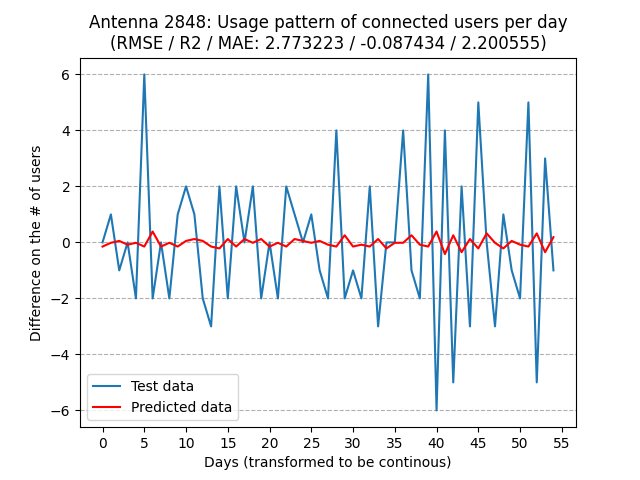 Antenna 2848: Usage pattern of connected users per day
(RMSE / R2 / MAE: 2.773223 / -0.087434 / 2.200555)
Difference on the # of users
6
4
2
0
−2
−4
−6
Test data
Predicted data
0 5 10 15 20 25 30 35 40 45 50 55
Days (transformed to be continous)